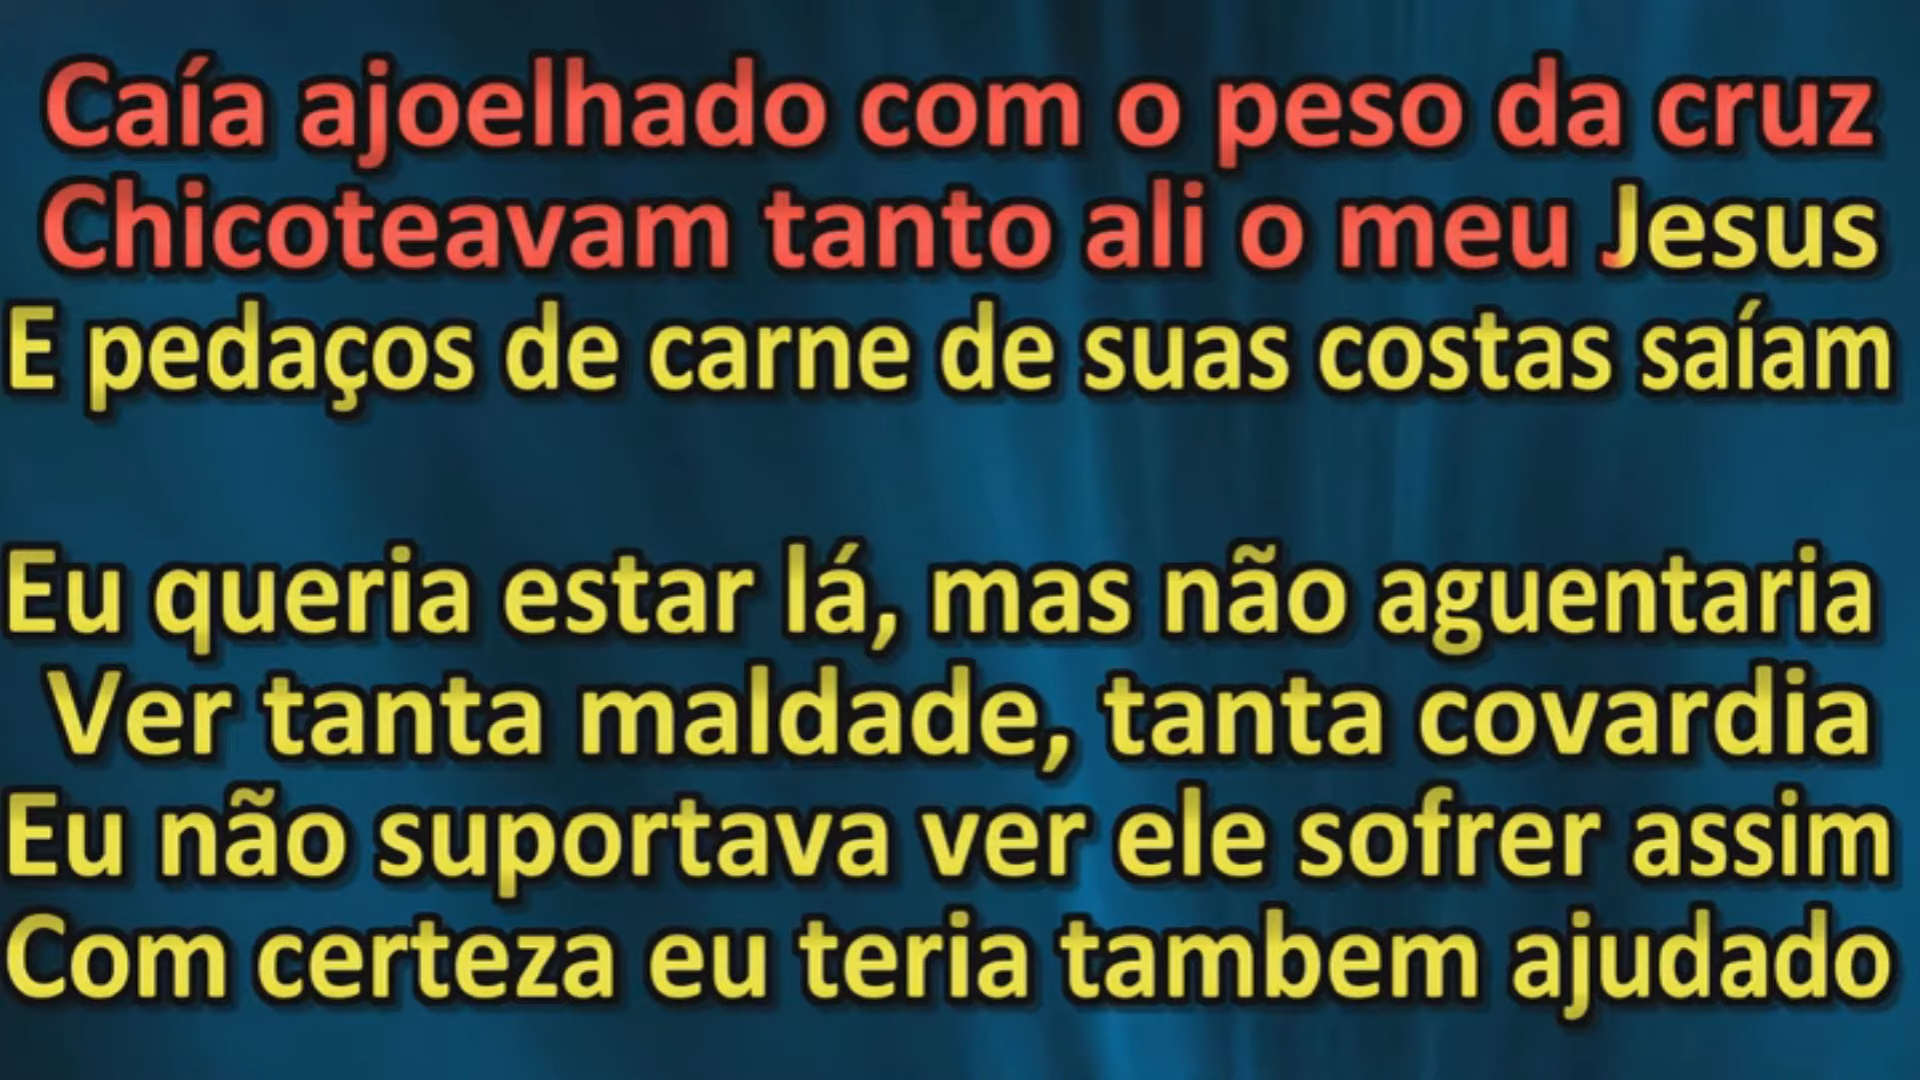 Caía ajoelhado com o peso da cruz
Chicoteavam tanto ali o meu Jesus
E pedaços de carne de suas costas saíam
Eu queria estar lá, mas não aguentaria
Ver tanta maldade, tanta covardia
Eu não suportava ver ele sofrer assim
Com certeza eu teria tambem ajudado